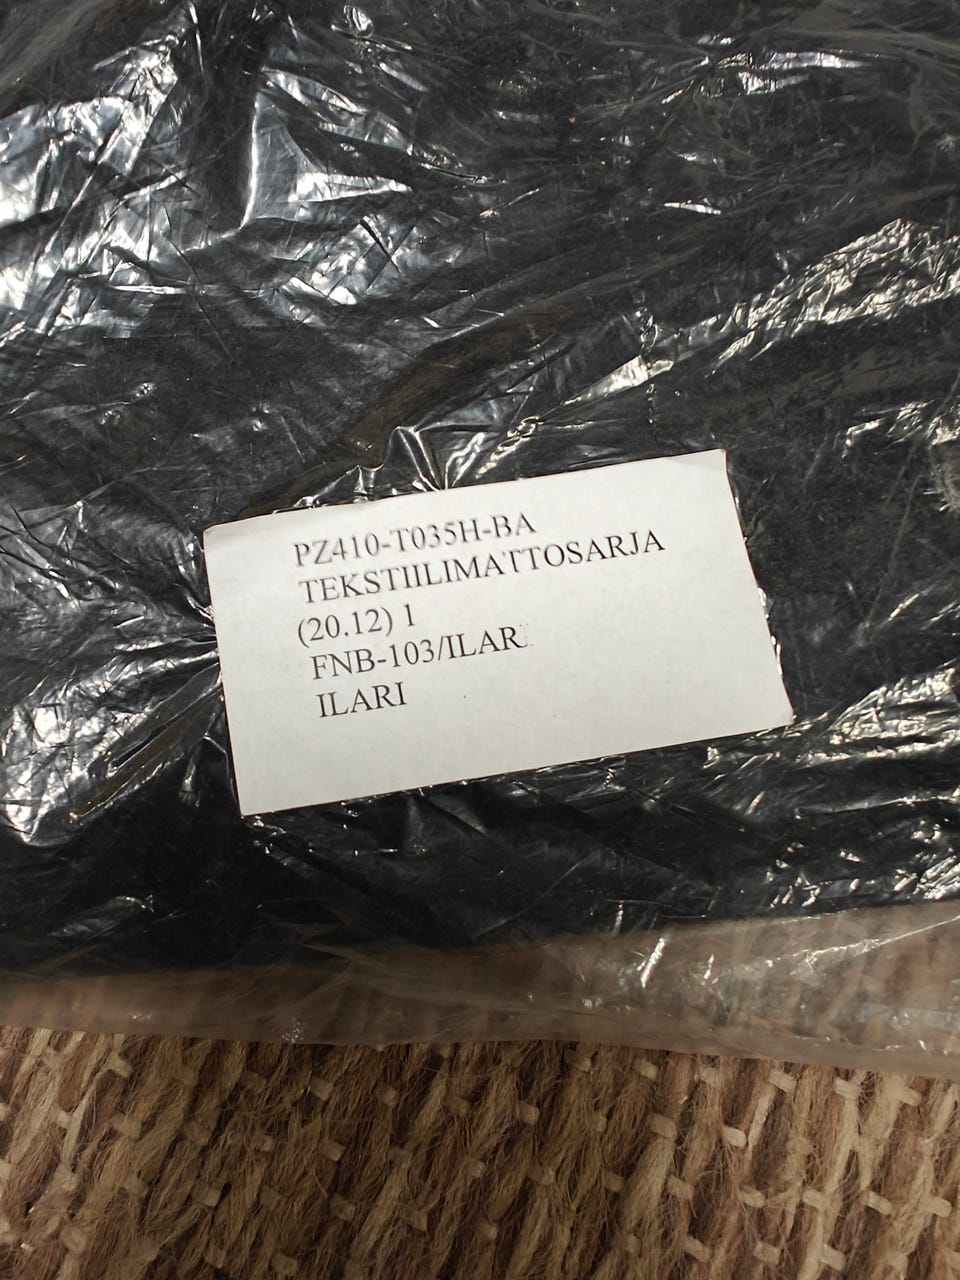 PZ410-T035H-BA
TEKSTIILIMATTOSARJA
(20.12) 1
FNB-103/ILARI
ILARI